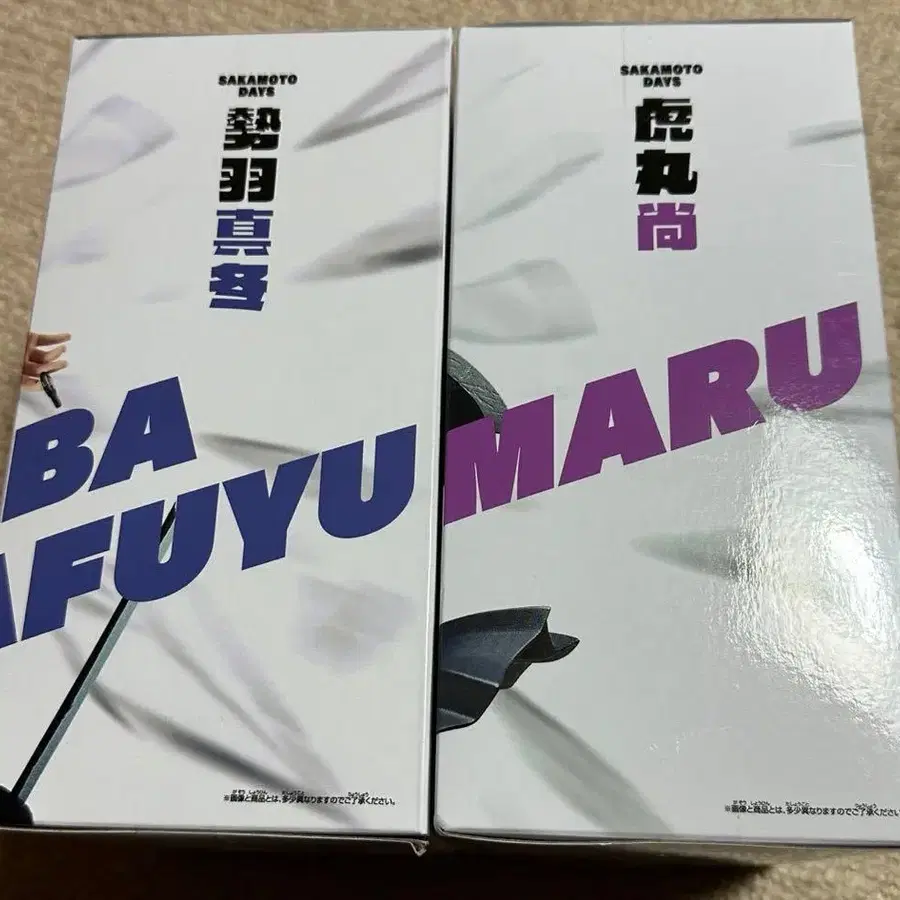 SAKAMOTO
DAYS
勢羽真冬
BA
AFUYU
※画像と商品とは、多少異なりますのでご了承ください。
SAKAMOTO
DAYS
虎丸尚
MARU
※画像と商品とは、多少異なりますのでご了承ください。